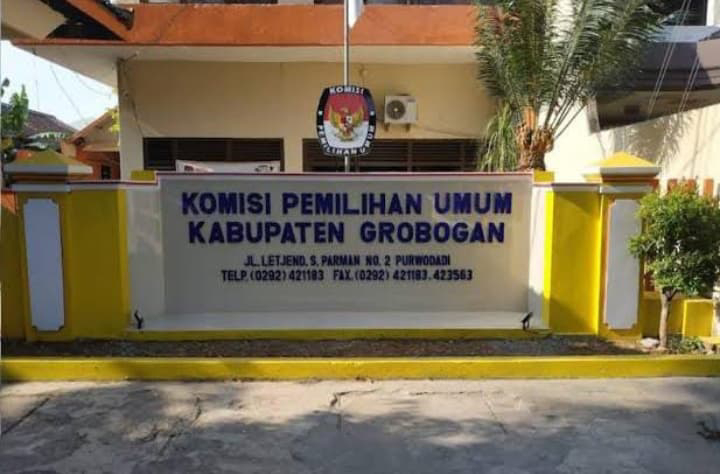 KOMISI
PEMILIHAN UMUM
KOMISI PEMILIHAN UMUM
KABUPATEN GROBOGAN
JL. LETJEND. S. PARMAN NO. 2 PURWODADI
TELP. (0292) 421183 FAX. (0292) 421183. 423563